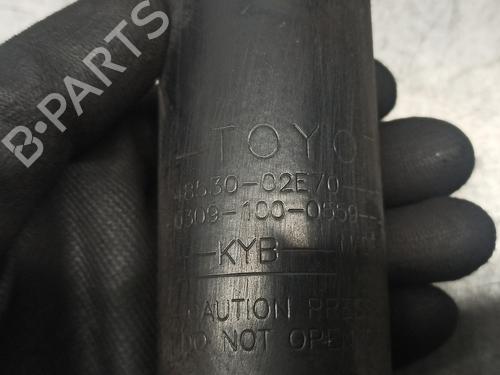 B-PARTS
TOYO
48530-02E70
0309-100-0559
KYB
CAUTION PRESS
DO NOT OPEN